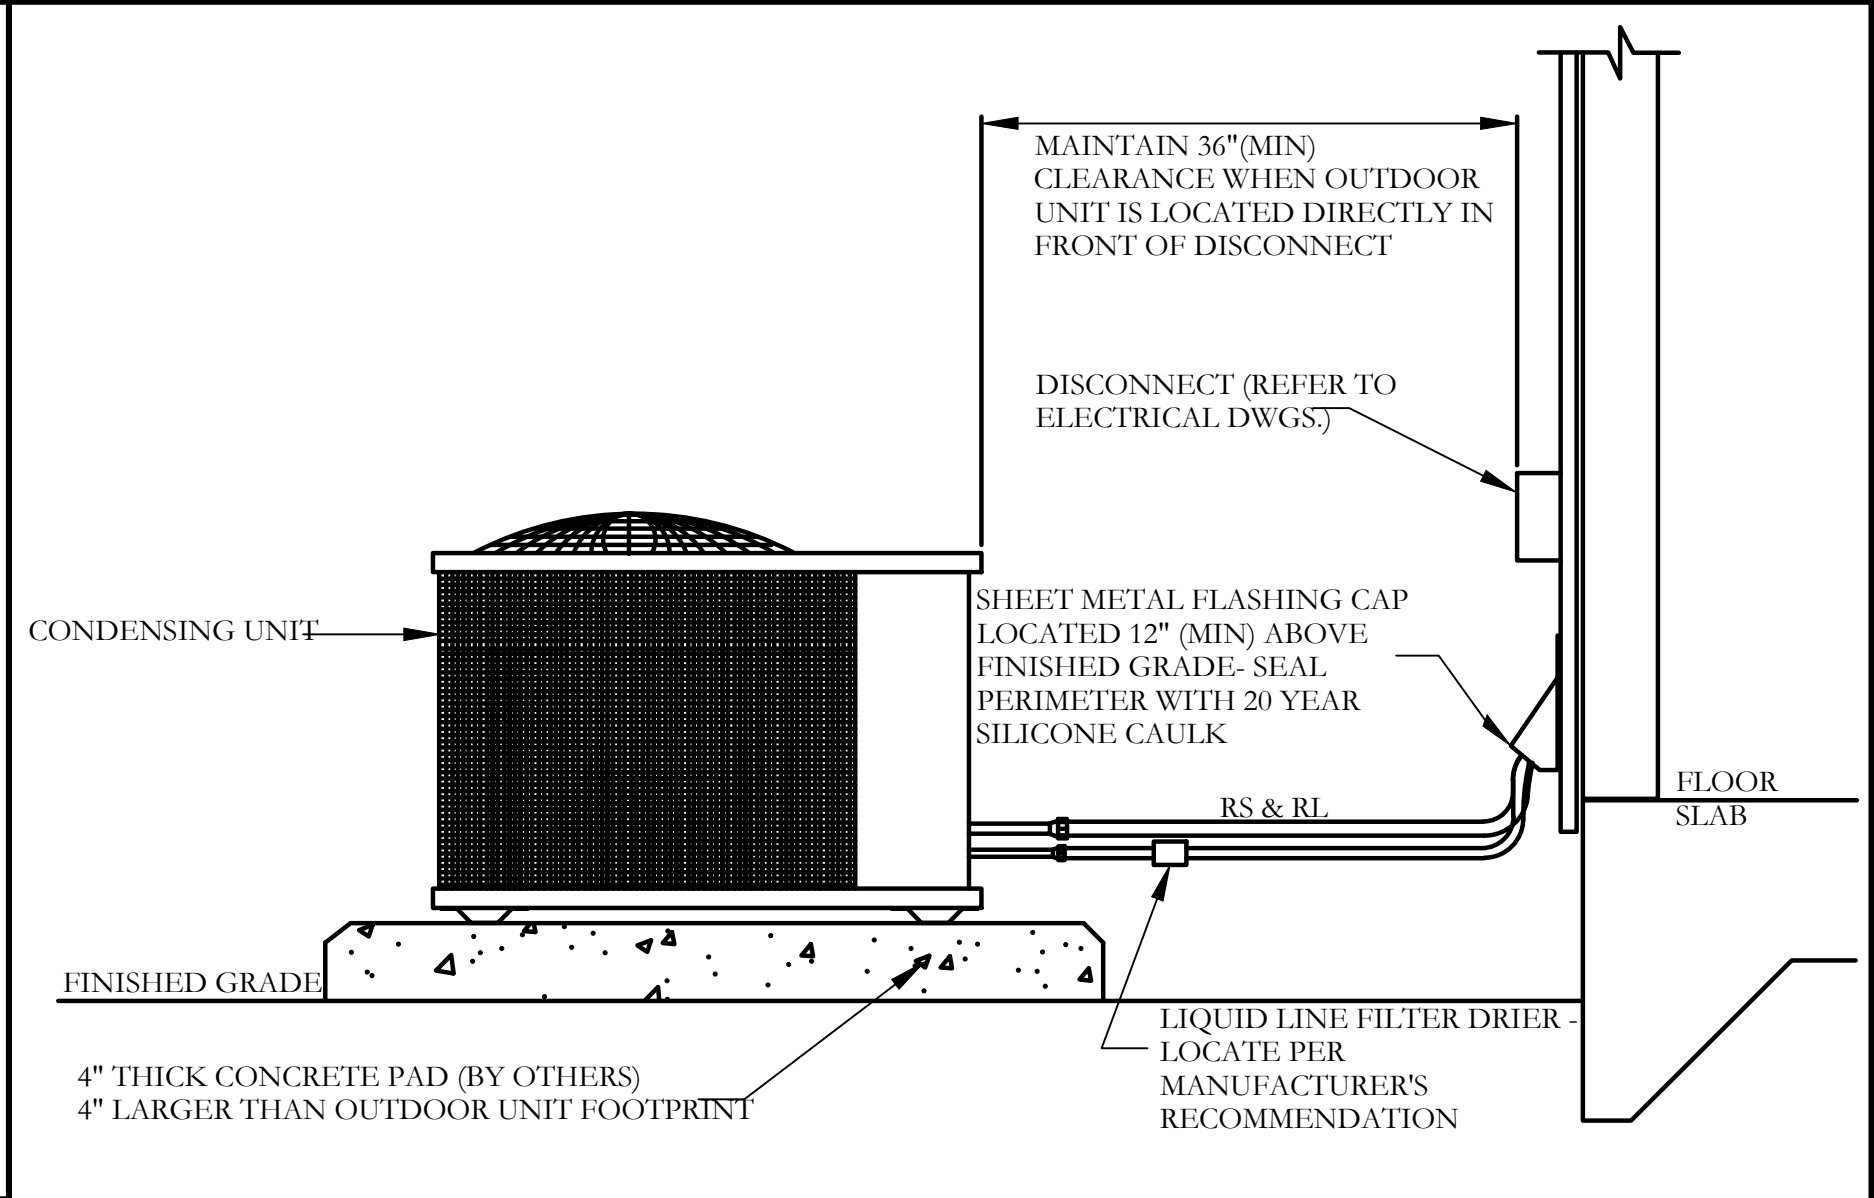 MAINTAIN 36"(MIN)
CLEARANCE WHEN OUTDOOR
UNIT IS LOCATED DIRECTLY IN
FRONT OF DISCONNECT
DISCONNECT (REFER TO
ELECTRICAL DWGS.)
CONDENSING UNIT
SHEET METAL FLASHING CAP
LOCATED 12" (MIN) ABOVE
FINISHED GRADE- SEAL
PERIMETER WITH 20 YEAR
SILICONE CAULK
RS & RL
FLOOR
SLAB
FINISHED GRADE
LIQUID LINE FILTER DRIER -
LOCATE PER
MANUFACTURER'S
RECOMMENDATION
4" THICK CONCRETE PAD (BY OTHERS)
4" LARGER THAN OUTDOOR UNIT FOOTPRINT